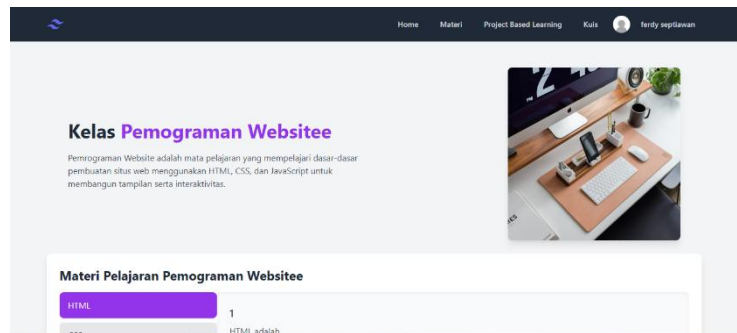 Home Materi Project Based Learning Kuis ferdy septiawan
Kelas Pemograman Websitee
Pemrograman Website adalah mata pelajaran yang mempelajari dasar-dasar
pembuatan situs web menggunakan HTML, CSS, dan JavaScript untuk
membangun tampilan serta interaktivitas.
Materi Pelajaran Pemograman Websitee
HTML
1
HTML adalah